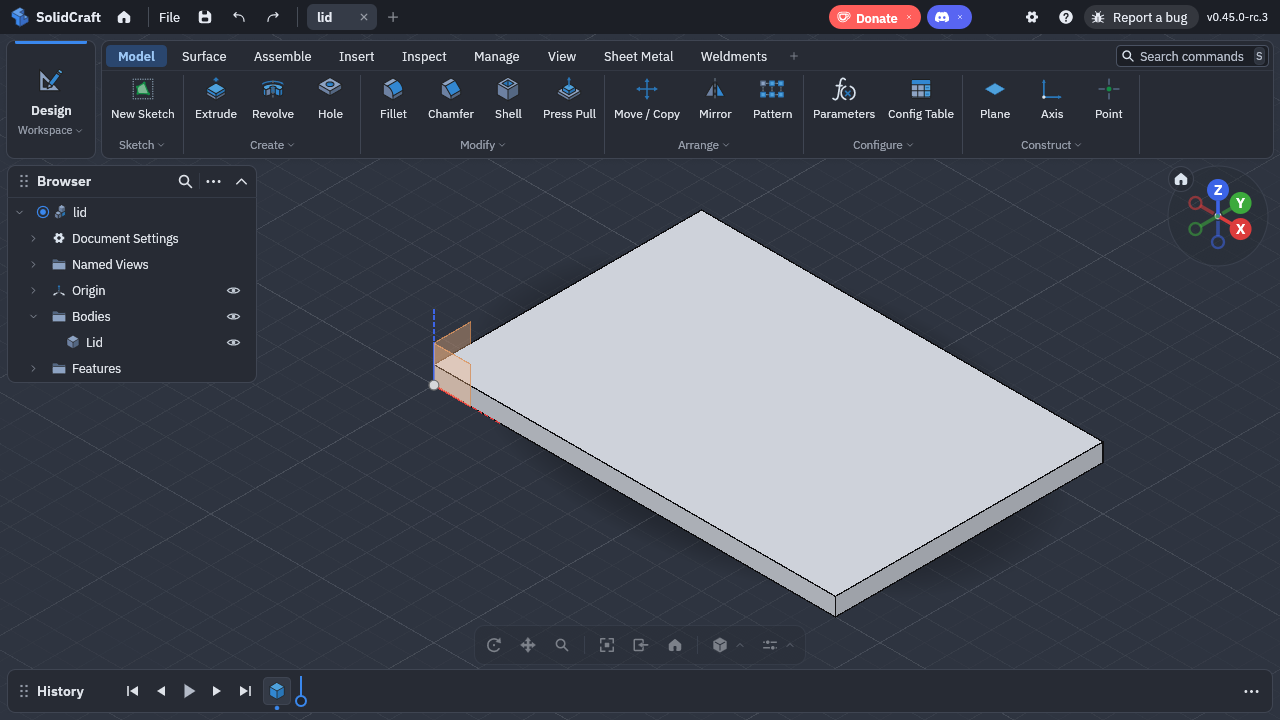 SolidCraft
File
lid
Donate
Report a bug
v0.45.0-rc.3
Design
Workspace
Model
Surface
Assemble
Insert
Inspect
Manage
View
Sheet Metal
Weldments
Search commands
S
New Sketch
Extrude
Revolve
Hole
Fillet
Chamfer
Shell
Press Pull
Move / Copy
Mirror
Pattern
Parameters
Config Table
Plane
Axis
Point
Sketch
Create
Modify
Arrange
Configure
Construct
Browser
lid
Document Settings
Named Views
Origin
Bodies
Lid
Features
Z
Y
X
History